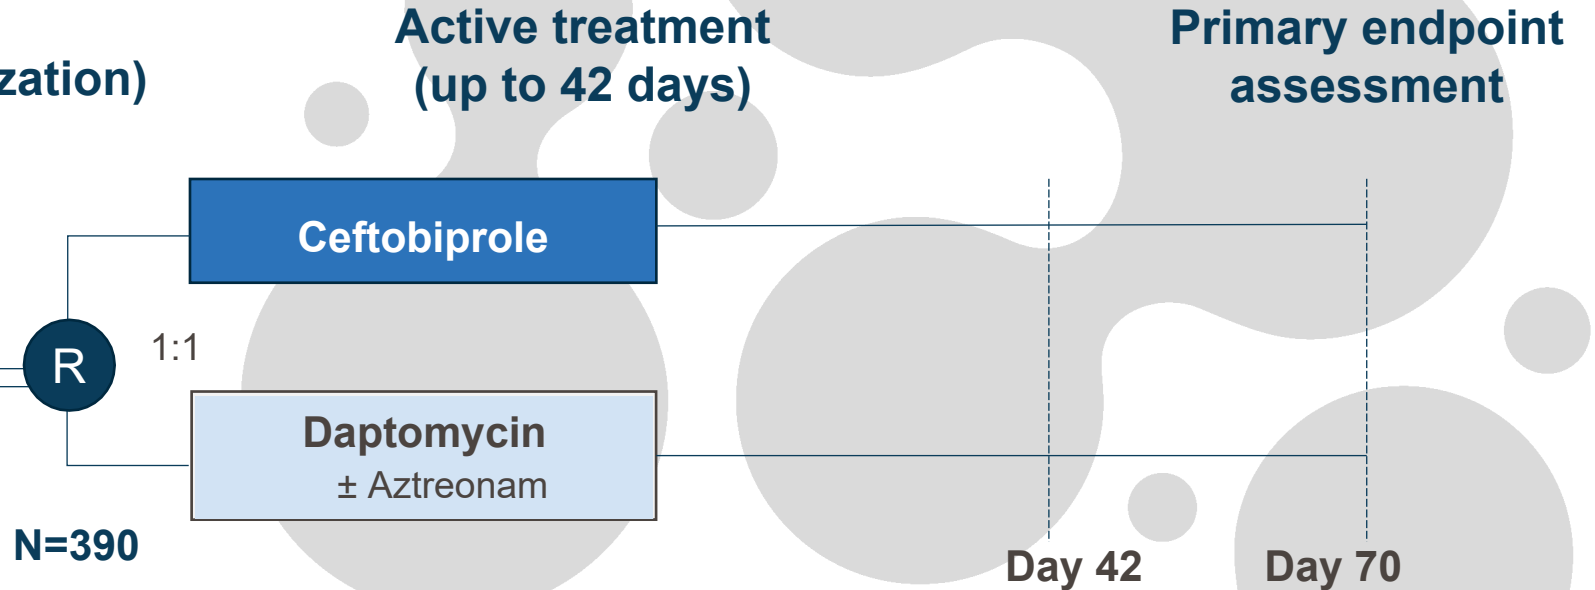 zation)
Active treatment
(up to 42 days)
Primary endpoint
assessment
Ceftobiprole
R
1:1
Daptomycin
± Aztreonam
N=390
Day 42
Day 70